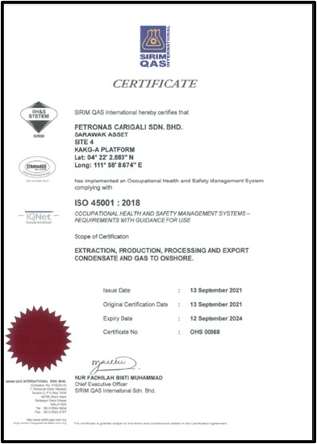 SIRIM
QAS
INTERNATIONAL
CERTIFICATE
OH&S
SYSTEM
SIRIM
STANDARDS
IQNet
SIRIM QAS International hereby certifies that
PETRONAS CARIGALI SDN. BHD.
SARAWAK ASSET
SITE 4
KAKG-A PLATFORM
Lat: 04° 22' 2.883" N
Long: 111° 58' 8.674" E
has implemented an Occupational Health and Safety Management System
complying with
ISO 45001 : 2018
OCCUPATIONAL HEALTH AND SAFETY MANAGEMENT SYSTEMS –
REQUIREMENTS WITH GUIDANCE FOR USE
Scope of Certification
EXTRACTION, PRODUCTION, PROCESSING AND EXPORT
CONDENSATE AND GAS TO ONSHORE.
Issue Date : 13 September 2021
Original Certification Date : 13 September 2021
Expiry Date : 12 September 2024
Certificate No : OHS 00868
NUR FADHILAH BINTI MUHAMMAD
Chief Executive Officer
SIRIM QAS International Sdn. Bhd.
SIRIM QAS INTERNATIONAL SDN. BHD.